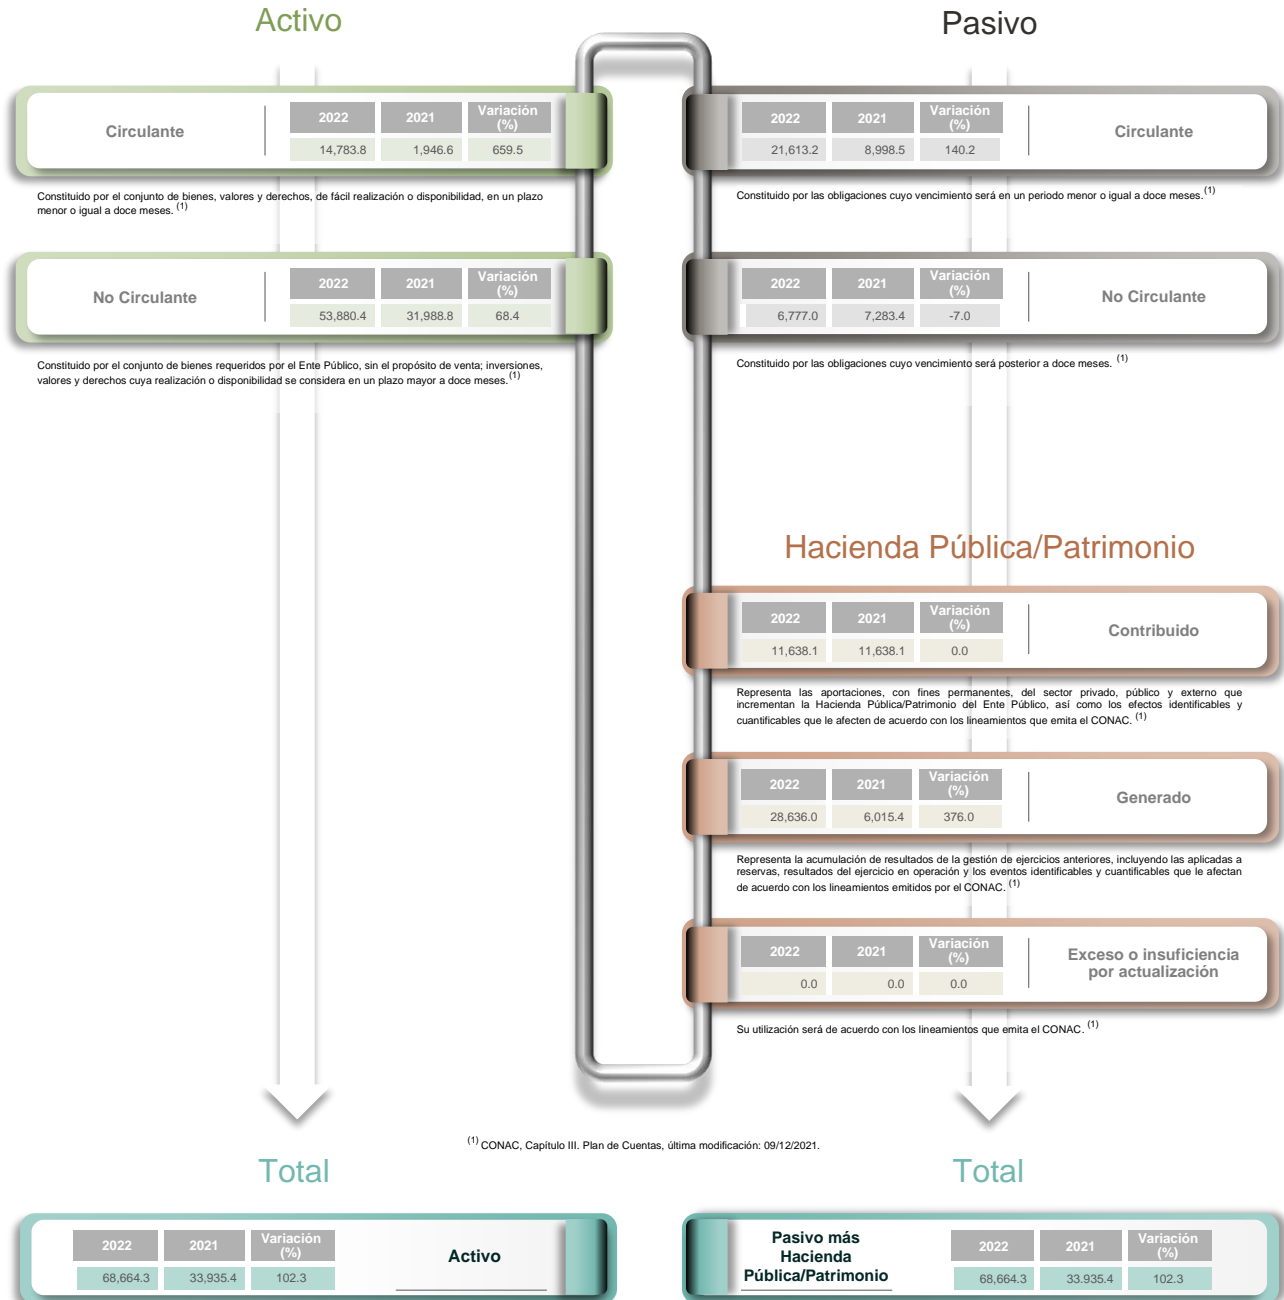 Activo
Circulante
2022 2021 Variación (%)
14,783.8 1,946.6 659.5
Constituido por el conjunto de bienes, valores y derechos, de fácil realización o disponibilidad, en un plazo
menor o igual a doce meses. (1)
No Circulante
2022 2021 Variación (%)
53,880.4 31,988.8 68.4
Constituido por el conjunto de bienes requeridos por el Ente Público, sin el propósito de venta; inversiones,
valores y derechos cuya realización o disponibilidad se considera en un plazo mayor a doce meses. (1)
Pasivo
2022 2021 Variación (%)
21,613.2 8,998.5 140.2
Circulante
Constituido por las obligaciones cuyo vencimiento será en un periodo menor o igual a doce meses. (1)
2022 2021 Variación (%)
6,777.0 7,283.4 -7.0
No Circulante
Constituido por las obligaciones cuyo vencimiento será posterior a doce meses. (1)
Hacienda Pública/Patrimonio
2022 2021 Variación (%)
11,638.1 11,638.1 0.0
Contribuido
Representa las aportaciones, con fines permanentes, del sector privado, público y externo que
incrementan la Hacienda Pública/Patrimonio del Ente Público, así como los efectos identificables y
cuantificables que le afecten de acuerdo con los lineamientos que emita el CONAC. (1)
2022 2021 Variación (%)
28,636.0 6,015.4 376.0
Generado
Representa la acumulación de resultados de la gestión de ejercicios anteriores, incluyendo las aplicadas a
reservas, resultados del ejercicio en operación y los eventos identificables y cuantificables que le afectan
de acuerdo con los lineamientos emitidos por el CONAC. (1)
2022 2021 Variación (%)
0.0 0.0 0.0
Exceso o insuficiencia
por actualización
Su utilización será de acuerdo con los lineamientos que emita el CONAC. (1)
(1) CONAC, Capítulo III. Plan de Cuentas, última modificación: 09/12/2021.
Total
2022 2021 Variación (%)
68,664.3 33,935.4 102.3
Activo
Total
Pasivo más
Hacienda
Pública/Patrimonio
2022 2021 Variación (%)
68,664.3 33.935.4 102.3